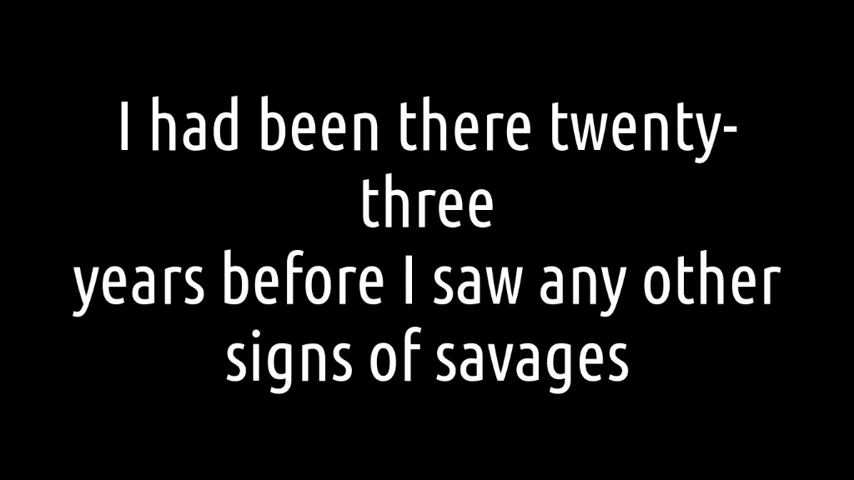 I had been there twenty-
three
years before I saw any other
signs of savages